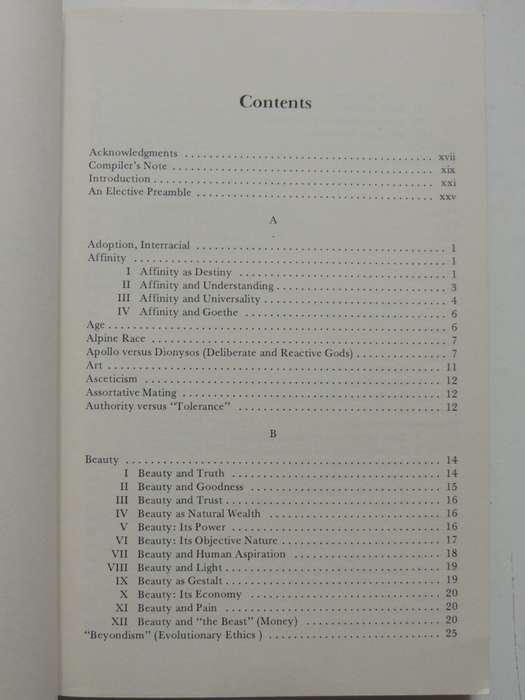 Contents
Acknowledgments . . . . . . . . . . . . . . . . . . . . . . . . . . . . . . . . . . . . . . . xvii
Compiler's Note . . . . . . . . . . . . . . . . . . . . . . . . . . . . . . . . . . . . . . . . . xix
Introduction . . . . . . . . . . . . . . . . . . . . . . . . . . . . . . . . . . . . . . . . . . . . xxi
An Elective Preamble . . . . . . . . . . . . . . . . . . . . . . . . . . . . . . . . . . . . . xxv
A
Adoption, Interracial . . . . . . . . . . . . . . . . . . . . . . . . . . . . . . . . . . . . . . 1
Affinity . . . . . . . . . . . . . . . . . . . . . . . . . . . . . . . . . . . . . . . . . . . . . . . 1
I Affinity as Destiny . . . . . . . . . . . . . . . . . . . . . . . . . . . . . . . . . 1
II Affinity and Understanding . . . . . . . . . . . . . . . . . . . . . . . . . . 3
III Affinity and Universality . . . . . . . . . . . . . . . . . . . . . . . . . . . . 4
IV Affinity and Goethe . . . . . . . . . . . . . . . . . . . . . . . . . . . . . . . 6
Age . . . . . . . . . . . . . . . . . . . . . . . . . . . . . . . . . . . . . . . . . . . . . . . . . . . 6
Alpine Race . . . . . . . . . . . . . . . . . . . . . . . . . . . . . . . . . . . . . . . . . . . . 7
Apollo versus Dionysos (Deliberate and Reactive Gods) . . . . . . . . . . . . . 7
Art . . . . . . . . . . . . . . . . . . . . . . . . . . . . . . . . . . . . . . . . . . . . . . . . . . . 11
Asceticism . . . . . . . . . . . . . . . . . . . . . . . . . . . . . . . . . . . . . . . . . . . . . 12
Assortative Mating . . . . . . . . . . . . . . . . . . . . . . . . . . . . . . . . . . . . . . . 12
Authority versus "Tolerance" . . . . . . . . . . . . . . . . . . . . . . . . . . . . . . . 12
B
Beauty . . . . . . . . . . . . . . . . . . . . . . . . . . . . . . . . . . . . . . . . . . . . . . . . 14
I Beauty and Truth . . . . . . . . . . . . . . . . . . . . . . . . . . . . . . . . . . 14
II Beauty and Goodness . . . . . . . . . . . . . . . . . . . . . . . . . . . . . . 15
III Beauty and Trust . . . . . . . . . . . . . . . . . . . . . . . . . . . . . . . . . . 16
IV Beauty as Natural Wealth . . . . . . . . . . . . . . . . . . . . . . . . . . . 16
V Beauty: Its Power . . . . . . . . . . . . . . . . . . . . . . . . . . . . . . . . . 16
VI Beauty: Its Objective Nature . . . . . . . . . . . . . . . . . . . . . . . . . 17
VII Beauty and Human Aspiration . . . . . . . . . . . . . . . . . . . . . . . . 18
VIII Beauty and Light . . . . . . . . . . . . . . . . . . . . . . . . . . . . . . . . . . 19
IX Beauty as Gestalt . . . . . . . . . . . . . . . . . . . . . . . . . . . . . . . . . . 19
X Beauty: Its Economy . . . . . . . . . . . . . . . . . . . . . . . . . . . . . . . 20
XI Beauty and Pain . . . . . . . . . . . . . . . . . . . . . . . . . . . . . . . . . . . 20
XII Beauty and "the Beast" (Money) . . . . . . . . . . . . . . . . . . . . . . . 20
"Beyondism" (Evolutionary Ethics ) . . . . . . . . . . . . . . . . . . . . . . . . . . 25